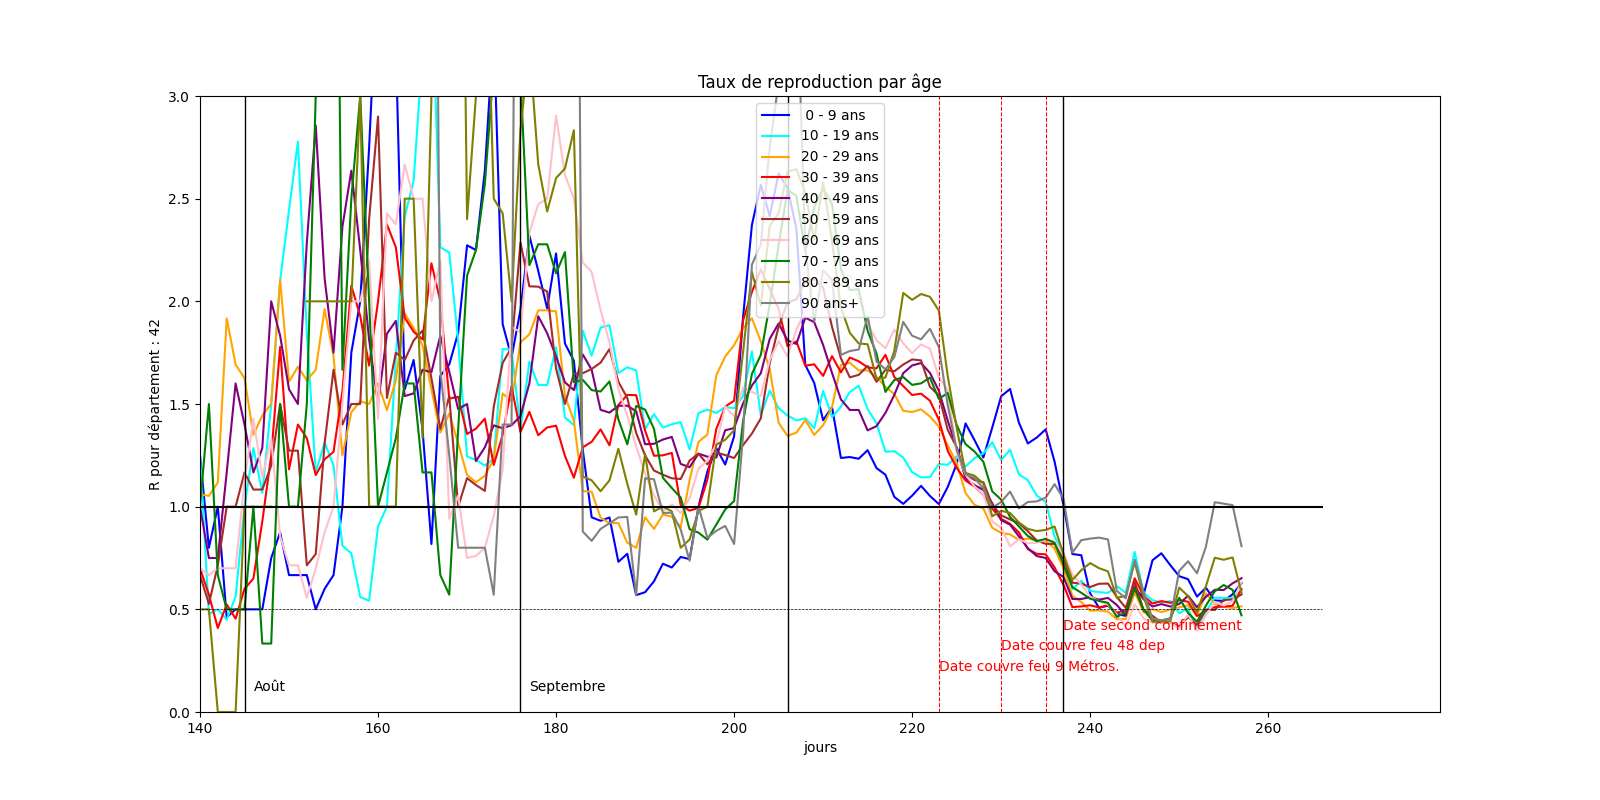 Taux de reproduction par âge
R pour département : 42
3.0
2.5
2.0
1.5
1.0
0.5
0.0
0 - 9 ans
10 - 19 ans
20 - 29 ans
30 - 39 ans
40 - 49 ans
50 - 59 ans
60 - 69 ans
70 - 79 ans
80 - 89 ans
90 ans+
Date second confinement
Date couvre feu 48 dep
Date couvre feu 9 Métros.
Août
Septembre
140
160
180
200
220
240
260
jours